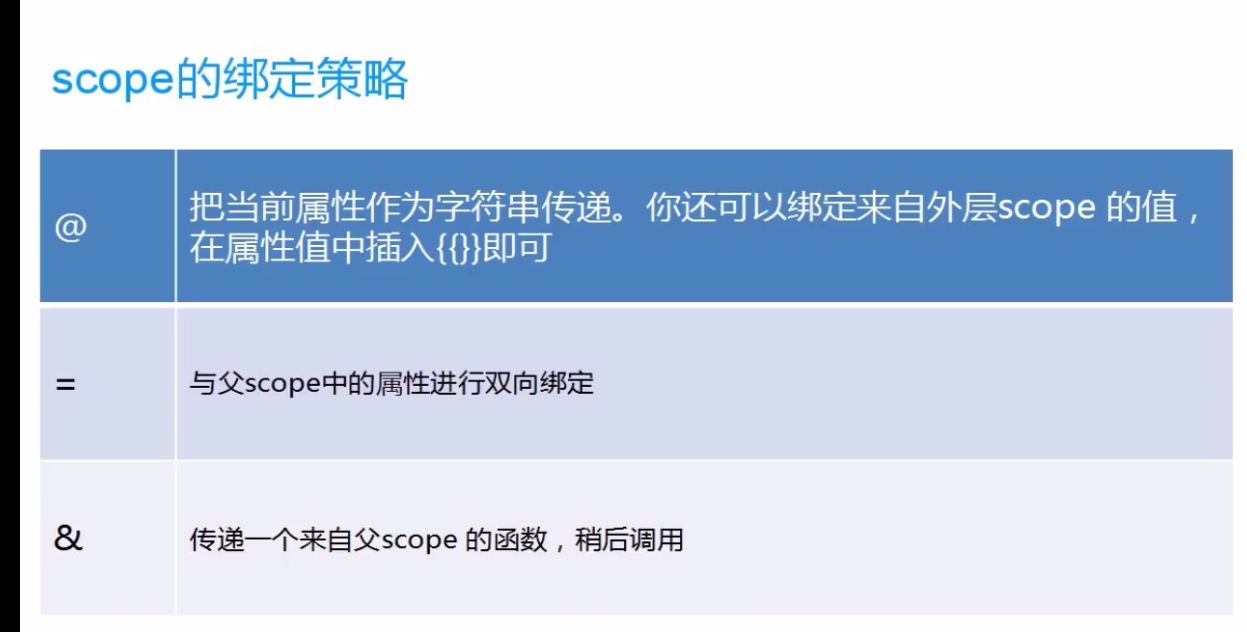 scope的绑定策略
@
把当前属性作为字符串传递。你还可以绑定来自外层scope 的值，
在属性值中插入{{}}即可
=
与父scope中的属性进行双向绑定
&
传递一个来自父scope 的函数，稍后调用